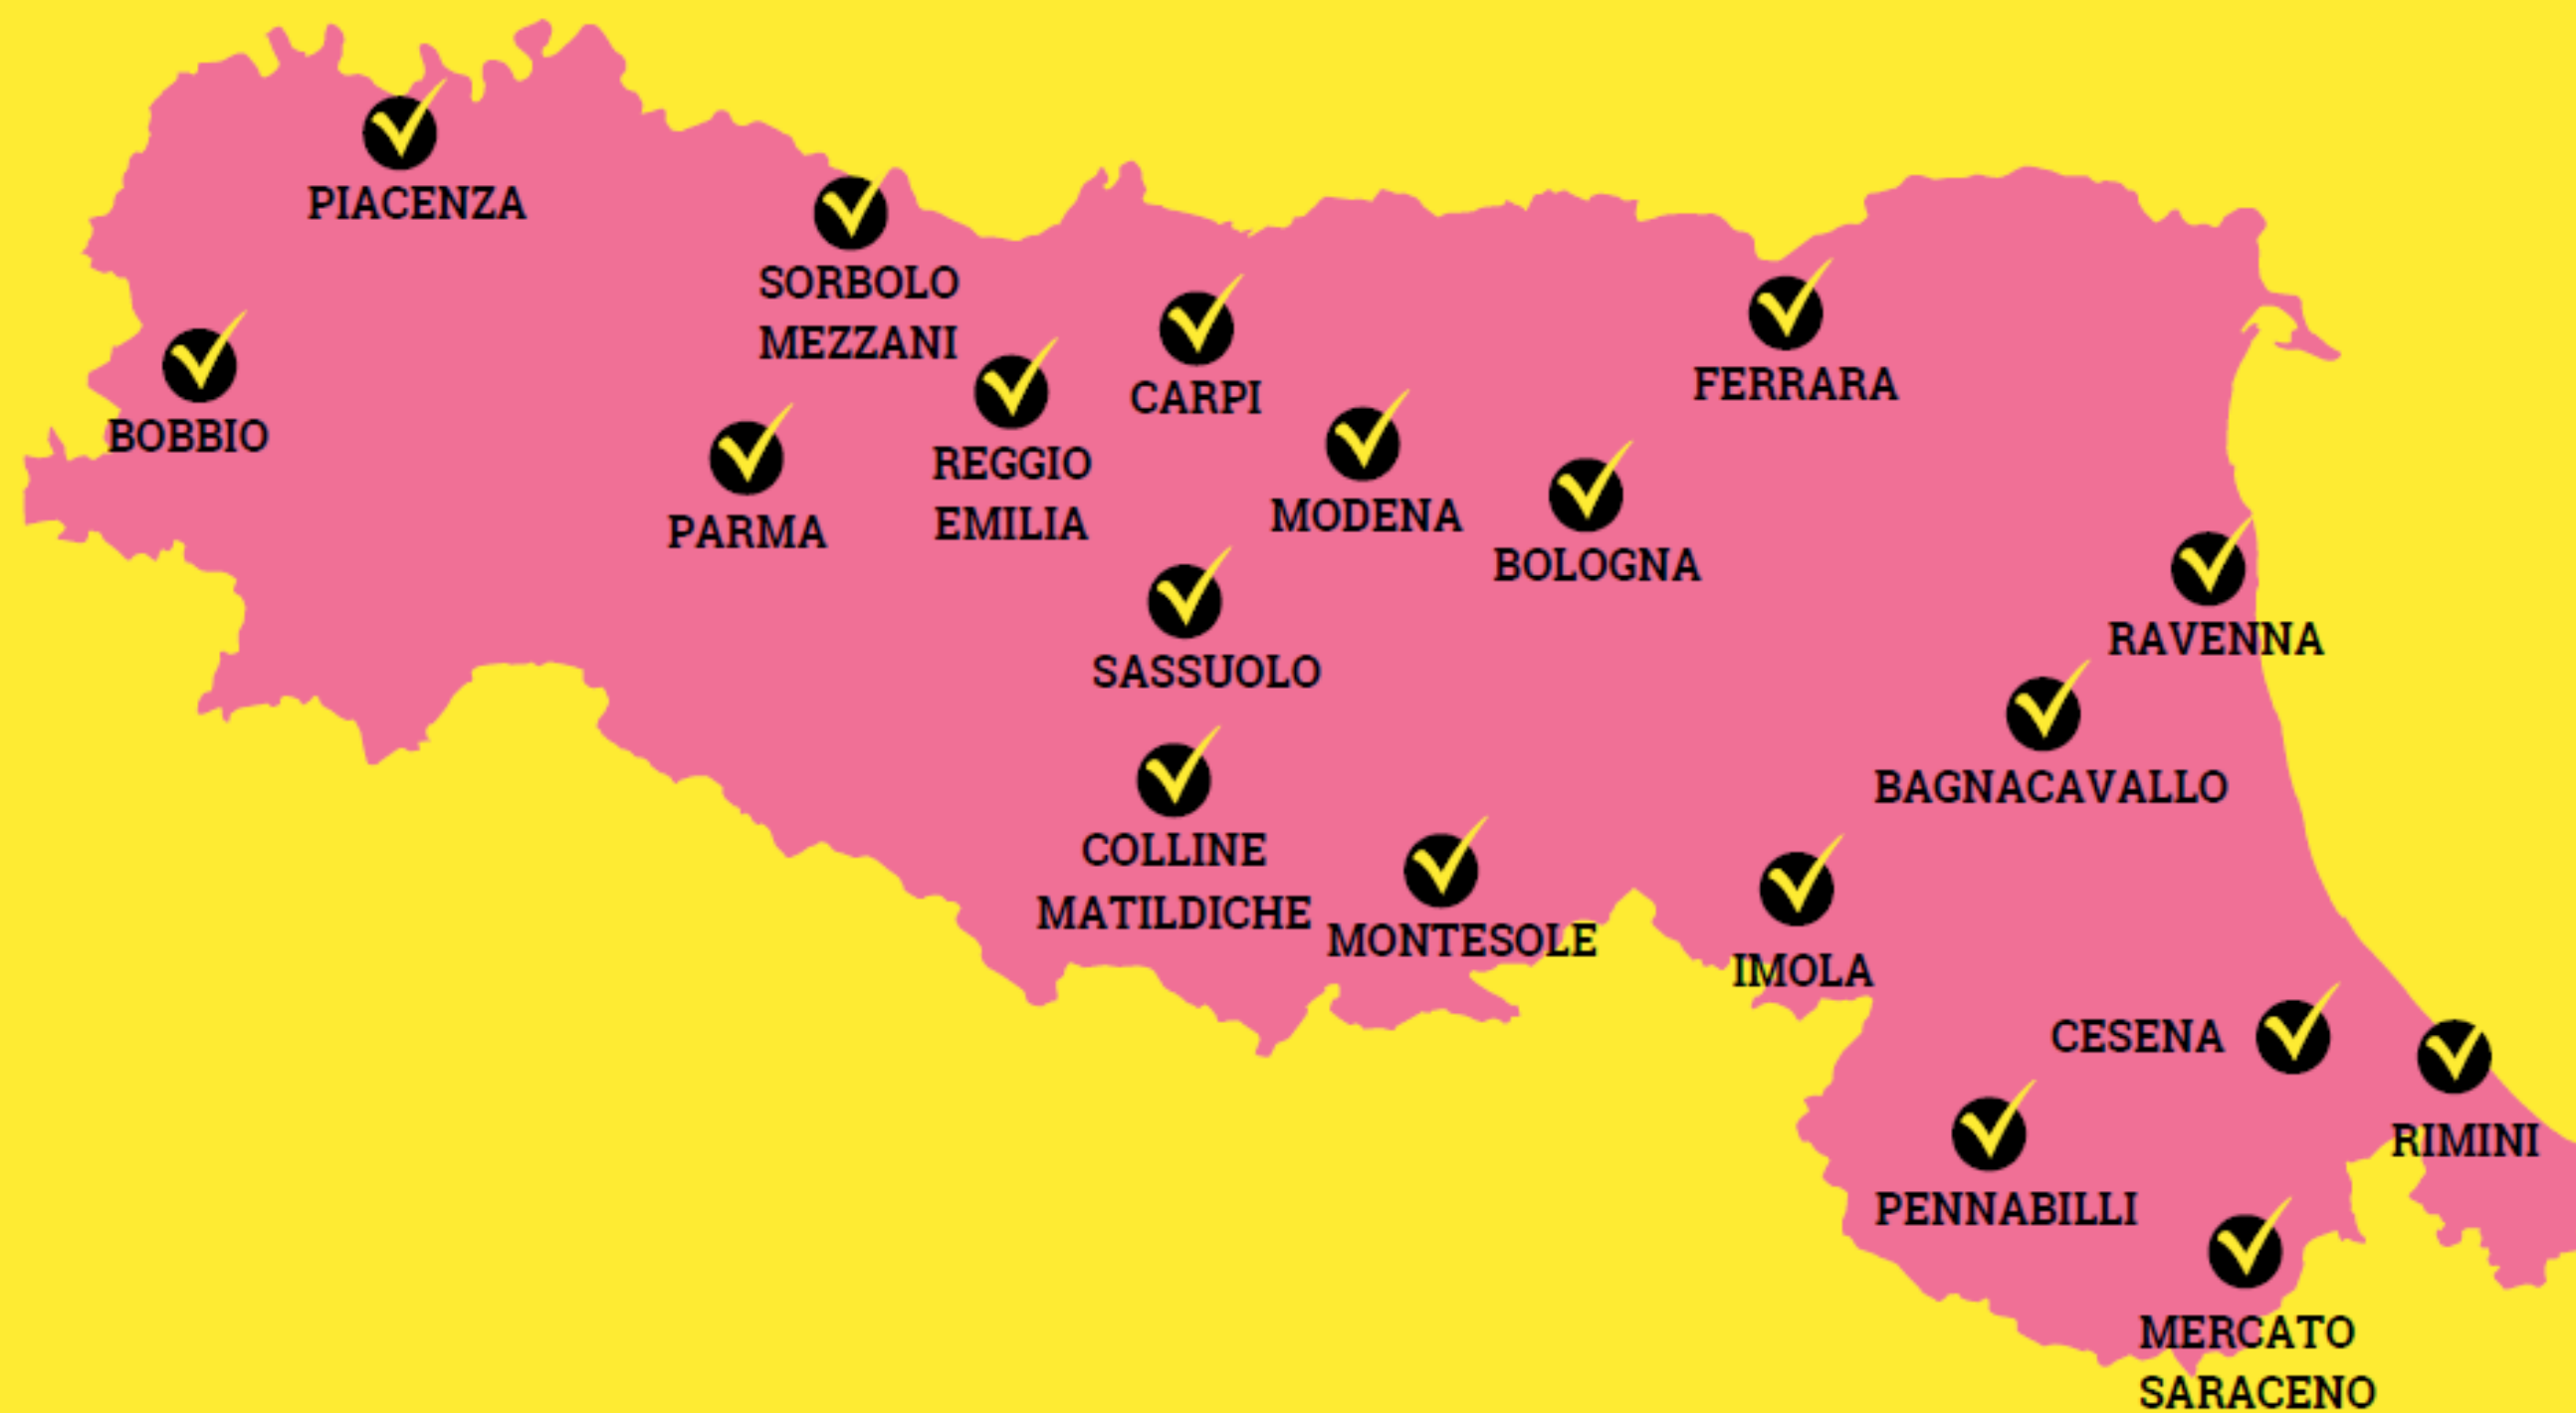 PIACENZA
SORBOLO
MEZZANI
BOBBIO
CARPI
FERRARA
REGGIO
EMILIA
PARMA
MODENA
BOLOGNA
SASSUOLO
RAVENNA
BAGNACAVALLO
COLLINE
MATILDICHE
MONTESOLE
IMOLA
CESENA
RIMINI
PENNABILLI
MERCATO
SARACENO